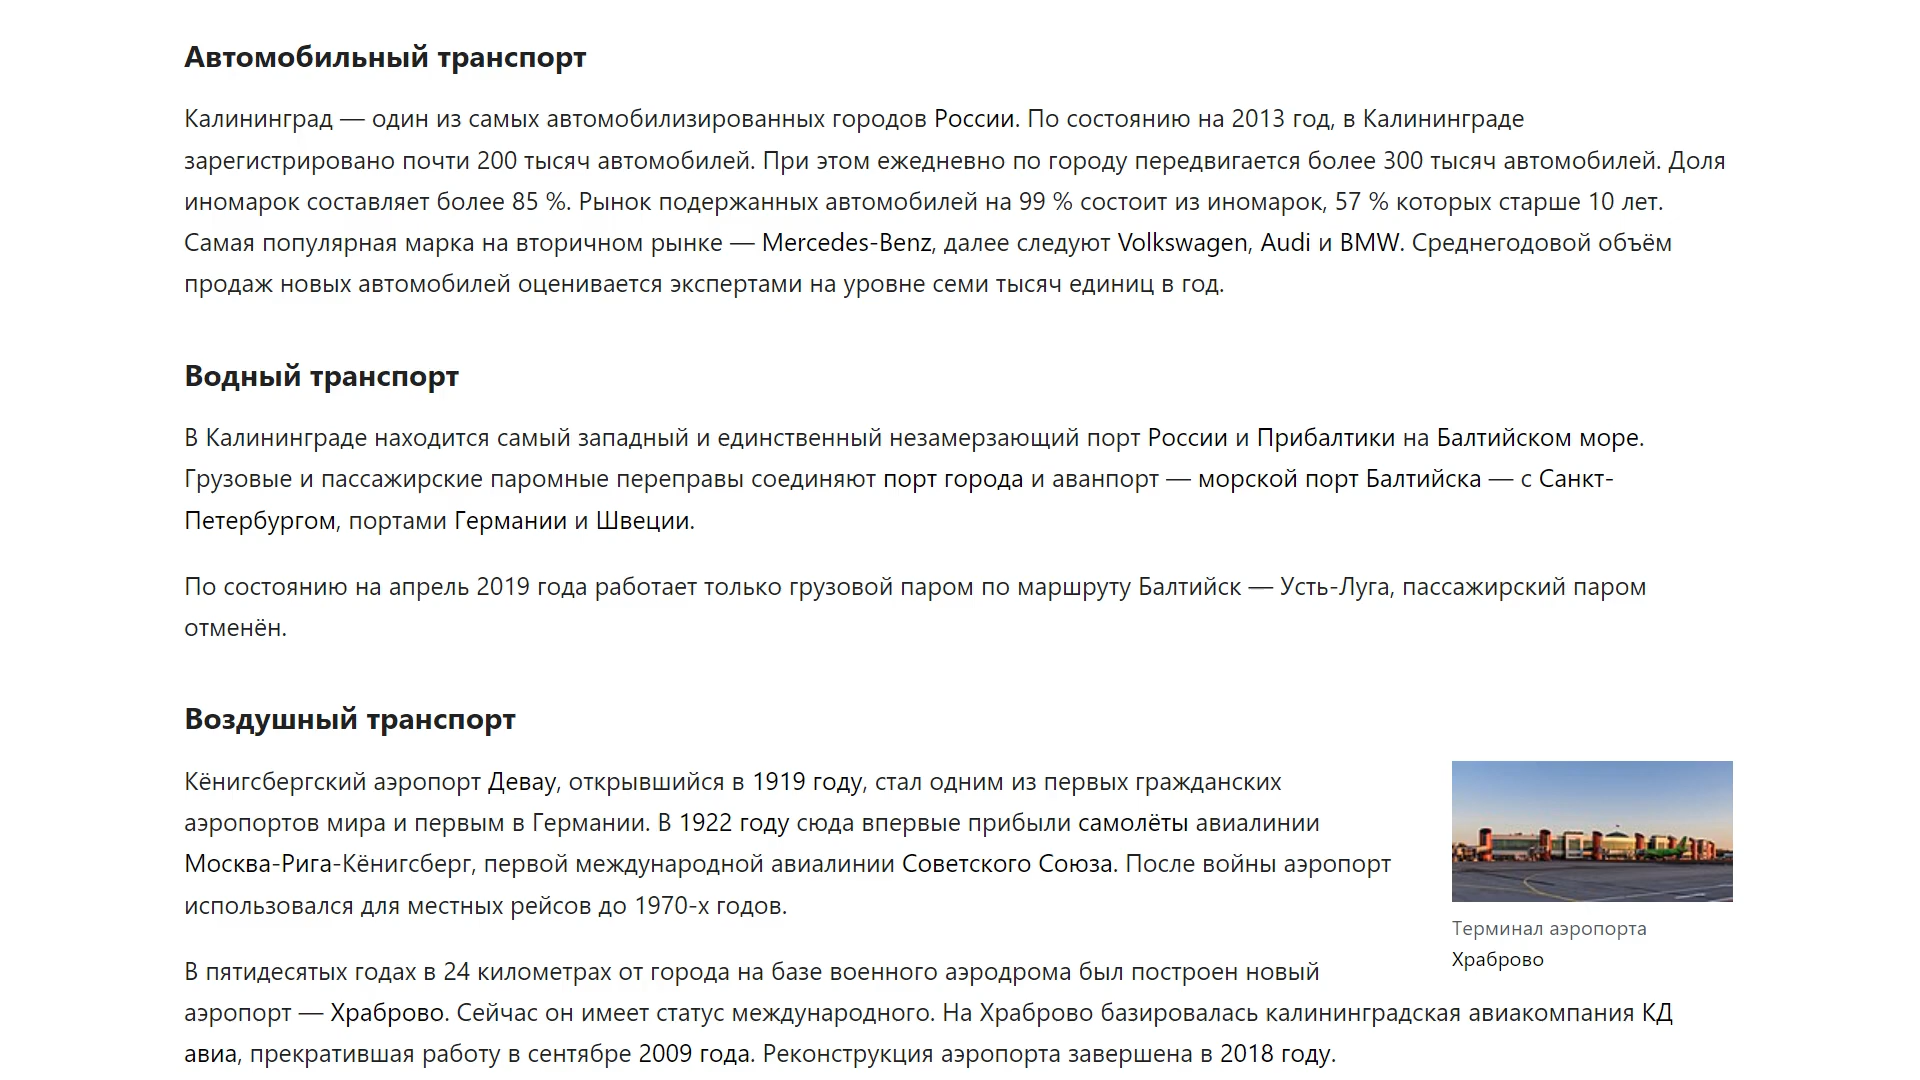 Автомобильный транспорт
Калининград — один из самых автомобилизированных городов России. По состоянию на 2013 год, в Калининграде
зарегистрировано почти 200 тысяч автомобилей. При этом ежедневно по городу передвигается более 300 тысяч автомобилей. Доля
иномарок составляет более 85 %. Рынок подержанных автомобилей на 99 % состоит из иномарок, 57 % которых старше 10 лет.
Самая популярная марка на вторичном рынке — Mercedes-Benz, далее следуют Volkswagen, Audi и BMW. Среднегодовой объём
продаж новых автомобилей оценивается экспертами на уровне семи тысяч единиц в год.
Водный транспорт
В Калининграде находится самый западный и единственный незамерзающий порт России и Прибалтики на Балтийском море.
Грузовые и пассажирские паромные переправы соединяют порт города и аванпорт — морской порт Балтийска — с Санкт-
Петербургом, портами Германии и Швеции.
По состоянию на апрель 2019 года работает только грузовой паром по маршруту Балтийск — Усть-Луга, пассажирский паром
отменён.
Воздушный транспорт
Кёнигсбергский аэропорт Девау, открывшийся в 1919 году, стал одним из первых гражданских
аэропортов мира и первым в Германии. В 1922 году сюда впервые прибыли самолёты авиалинии
Москва-Рига-Кёнигсберг, первой международной авиалинии Советского Союза. После войны аэропорт
использовался для местных рейсов до 1970-х годов.
Терминал аэропорта
Храброво
В пятидесятых годах в 24 километрах от города на базе военного аэродрома был построен новый
аэропорт — Храброво. Сейчас он имеет статус международного. На Храброво базировалась калининградская авиакомпания КД
авиа, прекратившая работу в сентябре 2009 года. Реконструкция аэропорта завершена в 2018 году.